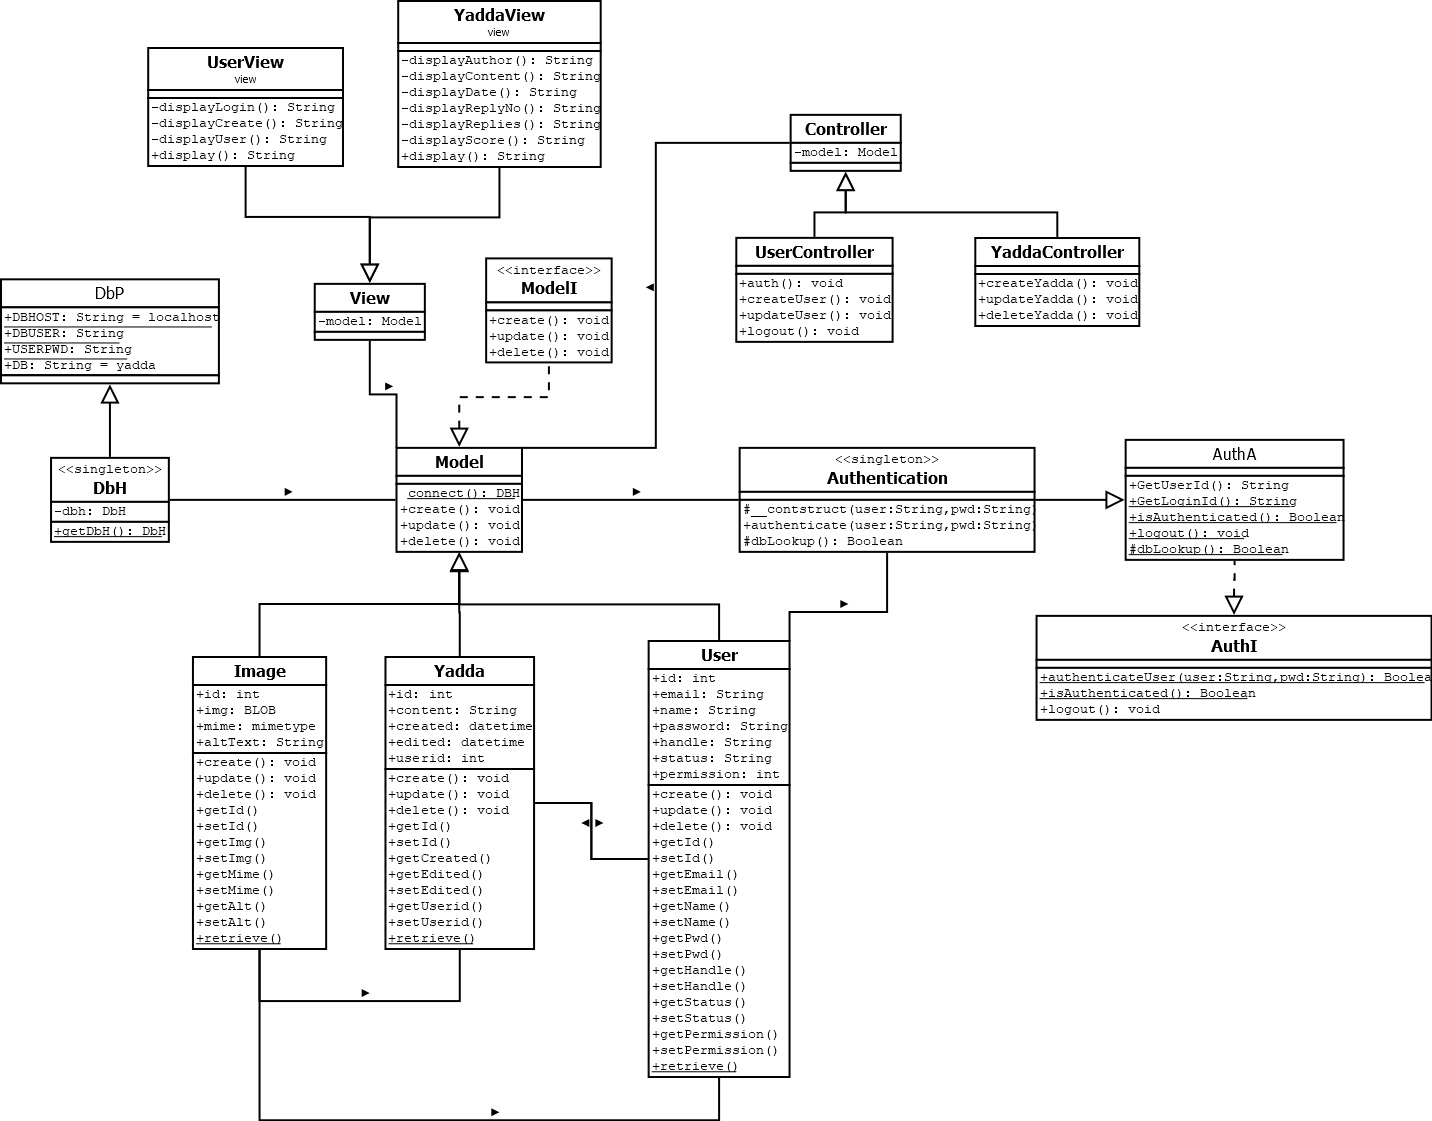 YaddaView
view
-displayAuthor(): String
-displayContent(): String
-displayDate(): String
-displayReplyNo(): String
-displayReplies(): String
-displayScore(): String
+display(): String
UserView
view
-displayLogin(): String
-displayCreate(): String
-displayUser(): String
+display(): String
Controller
-model: Model
UserController
+auth(): void
+createUser(): void
+updateUser(): void
+logout(): void
YaddaController
+createYadda(): void
+updateYadda(): void
+deleteYadda(): void
View
-model: Model
<<interface>>
ModelI
+create(): void
+update(): void
+delete(): void
DbP
+DBHOST: String = localhost
+DBUSER: String
+USERPWD: String
+DB: String = yadda
<<singleton>>
DbH
-dbh: DbH
+getDbH(): DbH
Model
connect(): DBH
+create(): void
+update(): void
+delete(): void
<<singleton>>
Authentication
#__contstruct(user:String,pwd:String)
+authenticate(user:String,pwd:String)
#dbLookup(): Boolean
AuthA
+GetUserId(): String
+GetLoginId(): String
+isAuthenticated(): Boolean
+logout(): void
#dbLookup(): Boolean
<<interface>>
AuthI
+authenticateUser(user:String,pwd:String): Boolea
+isAuthenticated(): Boolean
+logout(): void
Image
+id: int
+img: BLOB
+mime: mimetype
+altText: String
+create(): void
+update(): void
+delete(): void
+getId()
+setId()
+getImg()
+setImg()
+getMime()
+setMime()
+getAlt()
+setAlt()
+retrieve()
Yadda
+id: int
+content: String
+created: datetime
+edited: datetime
+userid: int
+create(): void
+update(): void
+delete(): void
+getId()
+setId()
+getCreated()
+getEdited()
+setEdited()
+getUserid()
+setUserid()
+retrieve()
User
+id: int
+email: String
+name: String
+password: String
+handle: String
+status: String
+permission: int
+create(): void
+update(): void
+delete(): void
+getId()
+setId()
+getEmail()
+setEmail()
+getName()
+setName()
+getPwd()
+setPwd()
+getHandle()
+setHandle()
+getStatus()
+setStatus()
+getPermission()
+setPermission()
+retrieve()